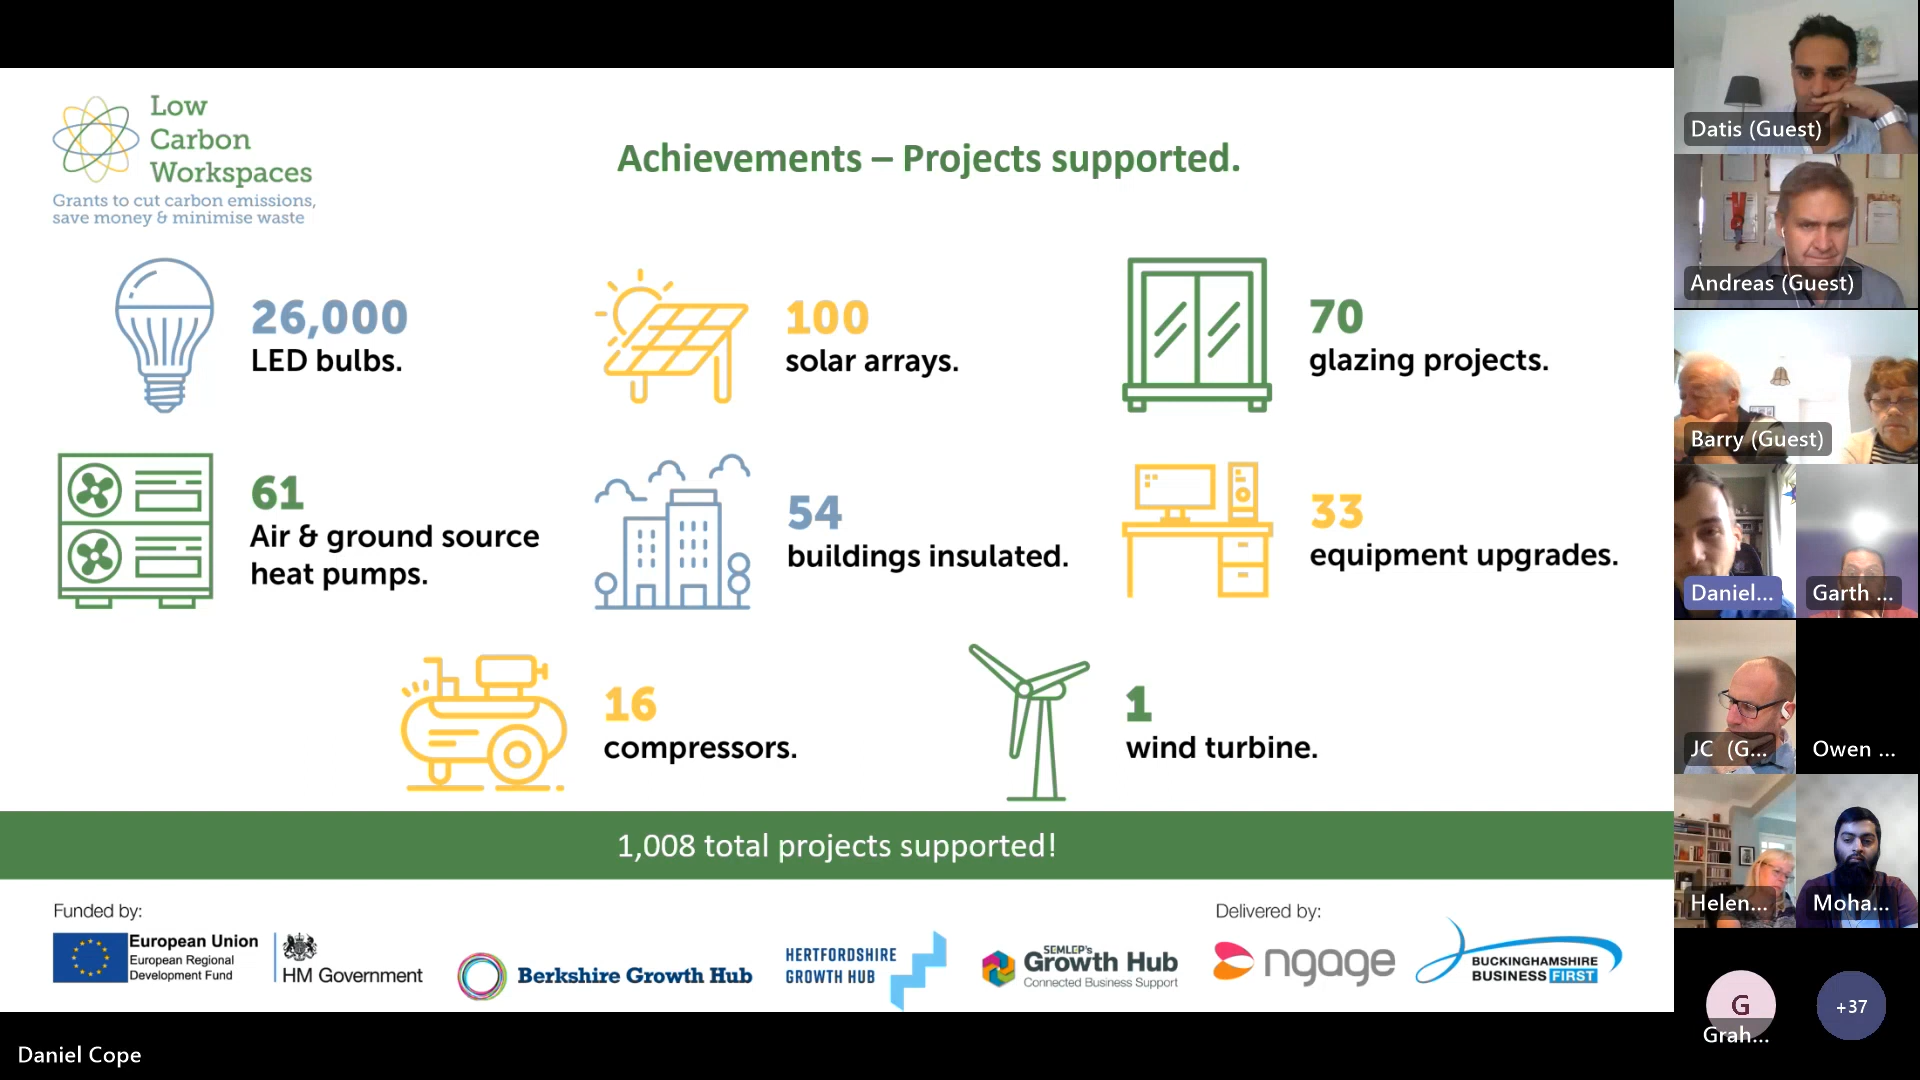 Low
Carbon
Workspaces
Grants to cut carbon emissions,
save money & minimise waste
Achievements – Projects supported.
26,000
LED bulbs.
100
solar arrays.
70
glazing projects.
61
Air & ground source
heat pumps.
54
buildings insulated.
33
equipment upgrades.
16
compressors.
1
wind turbine.
1,008 total projects supported!
Funded by:
European Union
European Regional
Development Fund
HM Government
Berkshire Growth Hub
HERTFORDSHIRE
GROWTH HUB
SEMLEP's
Growth Hub
Connected Business Support
Delivered by:
ngage
BUCKINGHAMSHIRE
BUSINESS FIRST
Daniel Cope
Datis (Guest)
Andreas (Guest)
Barry (Guest)
Daniel...
Garth ...
JC (G...
Owen ...
Helen...
Moha...
G
Grah...
+37